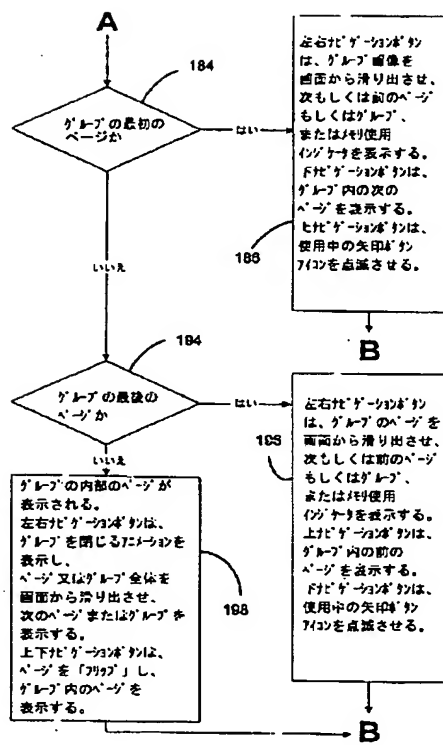 A
184
グループの最初の
ページか
はい
左右ナビゲーションボタン
は、グループ画像を
画面から滑り出させ、
次もしくは前のページ
もしくはグループ、
またはメモリ使用
インジケータを表示する。
下ナビゲーションボタンは、
グループ内の次の
ページを表示する。
上ナビゲーションボタンは、
使用中の矢印ボタン
アイコンを点滅させる。
186
B
いいえ
194
グループの最後の
ページか
はい
左右ナビゲーションボタン
は、グループのページを
画面から滑り出させ、
次もしくは前のページ
もしくはグループ、
またはメモリ使用
インジケータを表示する。
上ナビゲーションボタンは、
グループ内の前の
ページを表示する。
下ナビゲーションボタンは、
使用中の矢印ボタン
アイコンを点滅させる。
196
いいえ
グループの内部のページが
表示される。
左右ナビゲーションボタンは、
グループを閉じるアニメーションを
表示し、
ページ又はグループ全体を
画面から滑り出させ、
次のページまたはグループを
表示する。
上下ナビゲーションボタンは、
ページを「フリップ」し、
グループ内のページを
表示する。
198
B